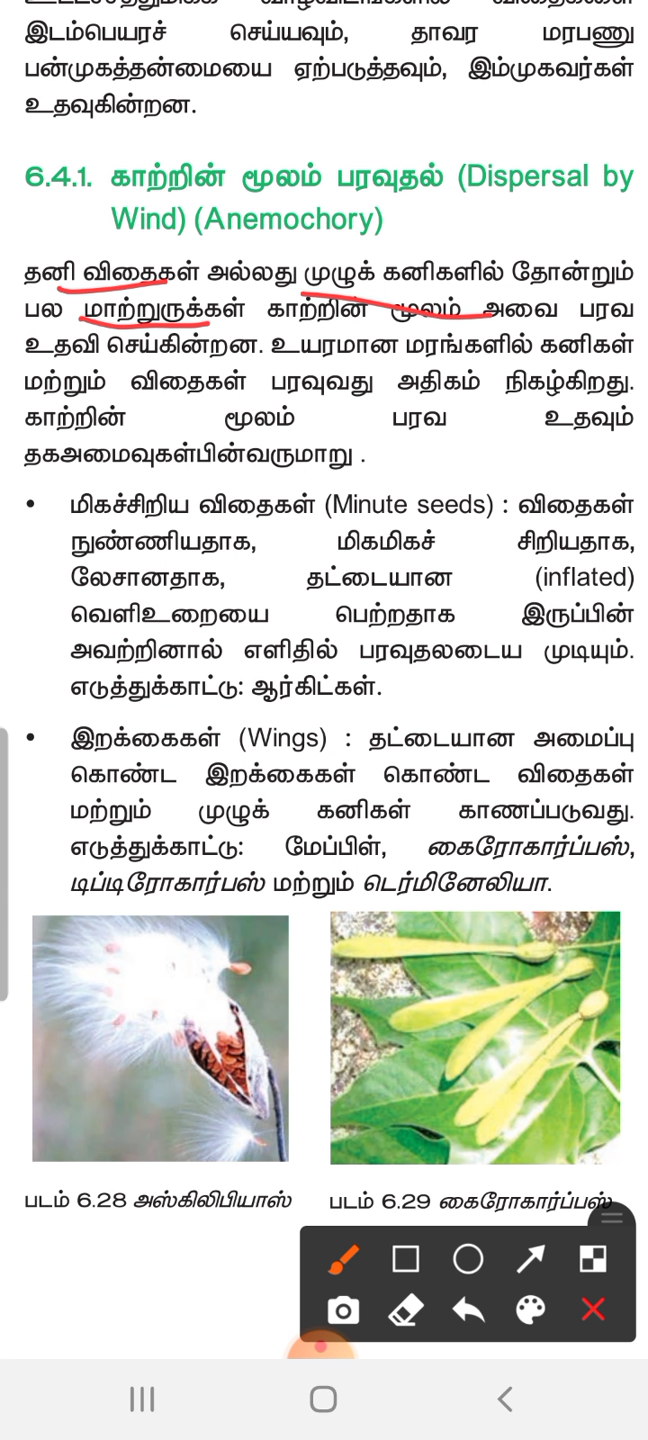 இடம்பெயரச் செய்யவும், தாவர மரபணு
பன்முகத்தன்மையை ஏற்படுத்தவும், இம்முகவர்கள்
உதவுகின்றன.
6.4.1. காற்றின் மூலம் பரவுதல் (Dispersal by
Wind) (Anemochory)
தனி விதைகள் அல்லது முழுக் கனிகளில் தோன்றும்
பல மாற்றுருக்கள் காற்றின் மூலம் அவை பரவ
உதவி செய்கின்றன. உயரமான மரங்களில் கனிகள்
மற்றும் விதைகள் பரவுவது அதிகம் நிகழ்கிறது.
காற்றின் மூலம் பரவ உதவும்
தகஅமைவுகள்பின்வருமாறு .
• மிகச்சிறிய விதைகள் (Minute seeds) : விதைகள்
நுண்ணியதாக, மிகமிகச் சிறியதாக,
லேசானதாக, தட்டையான (inflated)
வெளிஉறையை பெற்றதாக இருப்பின்
அவற்றினால் எளிதில் பரவுதலடைய முடியும்.
எடுத்துக்காட்டு: ஆர்கிட்கள்.
• இறக்கைகள் (Wings) : தட்டையான அமைப்பு
கொண்ட இறக்கைகள் கொண்ட விதைகள்
மற்றும் முழுக் கனிகள் காணப்படுவது.
எடுத்துக்காட்டு: மேப்பிள், கைரோகார்ப்பஸ்,
டிப்டிரோகார்பஸ் மற்றும் டெர்மினேலியா.
படம் 6.28 அஸ்கிலிபியாஸ்
படம் 6.29 கைரோகார்ப்பஸ்